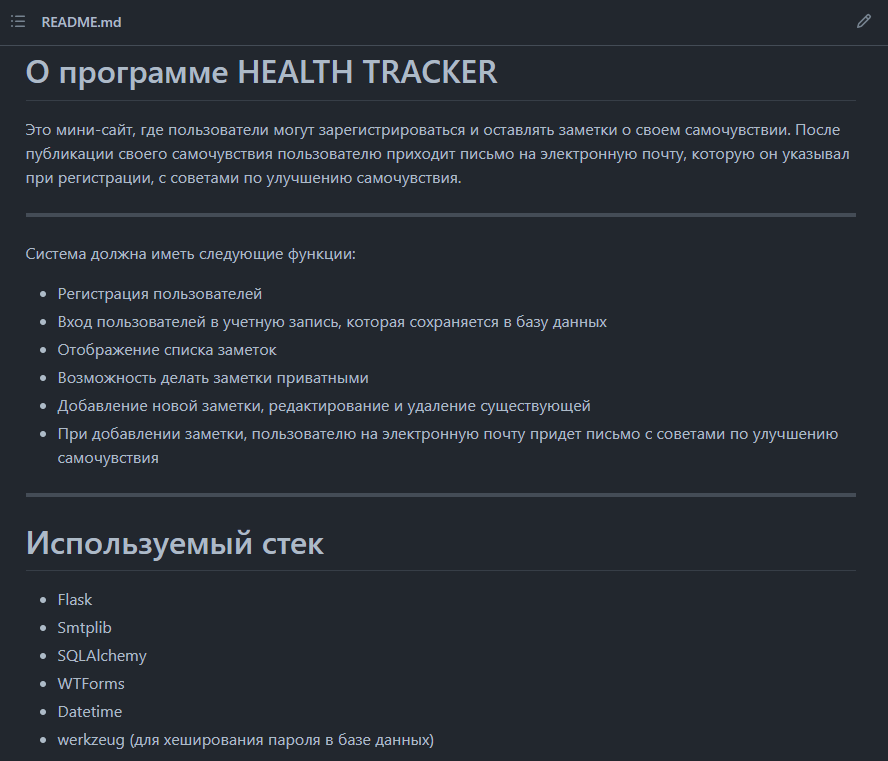 README.md
О программе HEALTH TRACKER
Это мини-сайт, где пользователи могут зарегистрироваться и оставлять заметки о своем самочувствии. После
публикации своего самочувствия пользователю приходит письмо на электронную почту, которую он указывал
при регистрации, с советами по улучшению самочувствия.
Система должна иметь следующие функции:
Регистрация пользователей
Вход пользователей в учетную запись, которая сохраняется в базу данных
Отображение списка заметок
Возможность делать заметки приватными
Добавление новой заметки, редактирование и удаление существующей
При добавлении заметки, пользователю на электронную почту придет письмо с советами по улучшению
самочувствия
Используемый стек
Flask
Smtplib
SQLAlchemy
WTForms
Datetime
werkzeug (для хеширования пароля в базе данных)